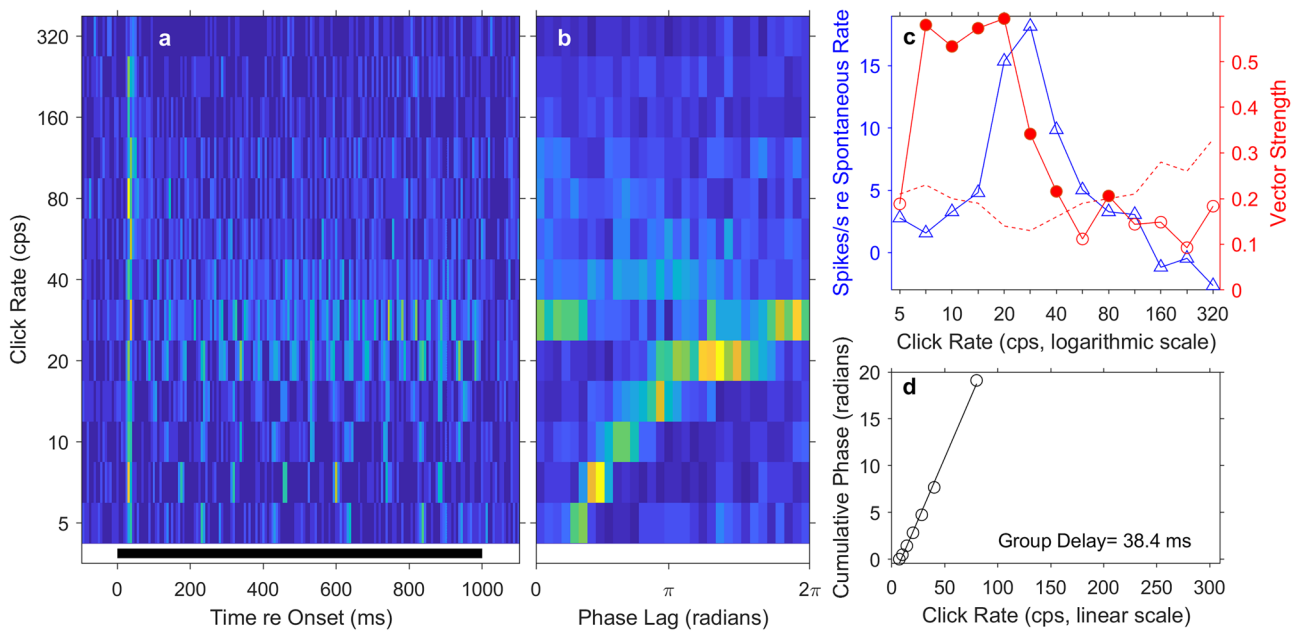 a
320
160
80
40
20
10
5
Click Rate (cps)
0 200 400 600 800 1000
Time re Onset (ms)
b
0 π 2π
Phase Lag (radians)
c
15
10
5
0
Spikes/s re Spontaneous Rate
0.5
0.4
0.3
0.2
0.1
0
Vector Strength
5 10 20 40 80 160 320
Click Rate (cps, logarithmic scale)
d
20
15
10
5
0
Cumulative Phase (radians)
Group Delay= 38.4 ms
0 50 100 150 200 250 300
Click Rate (cps, linear scale)